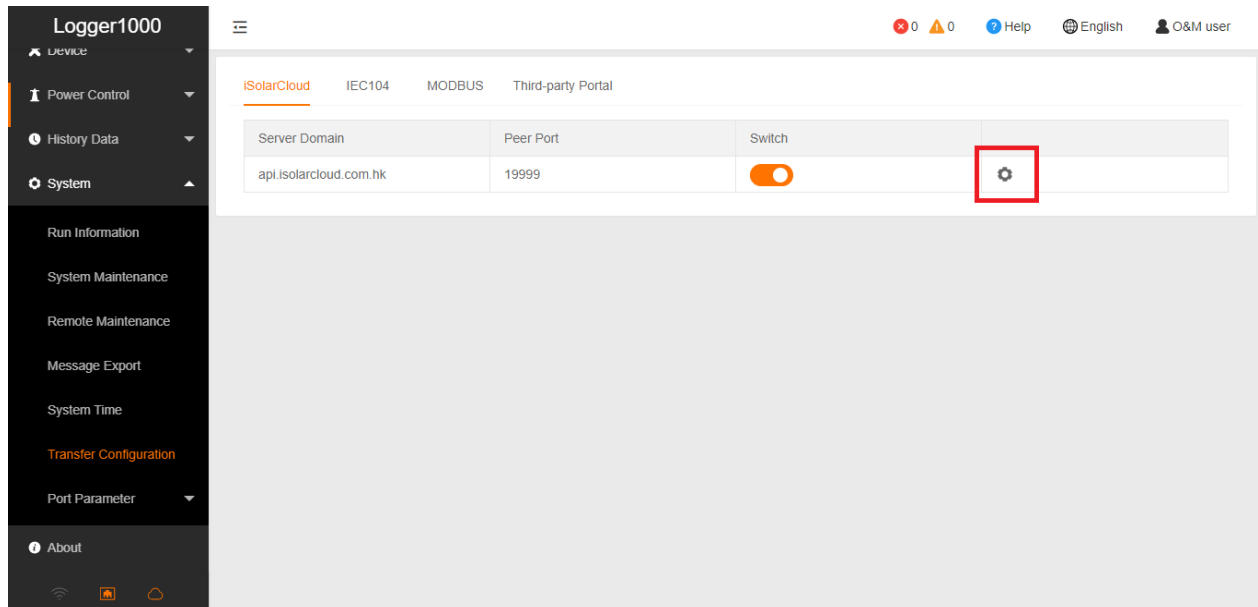 Logger1000
0 0 Help English O&M user
Device
Power Control
History Data
System
Run Information
System Maintenance
Remote Maintenance
Message Export
System Time
Transfer Configuration
Port Parameter
About
iSolarCloud IEC104 MODBUS Third-party Portal
Server Domain Peer Port Switch
api.isolarcloud.com.hk 19999